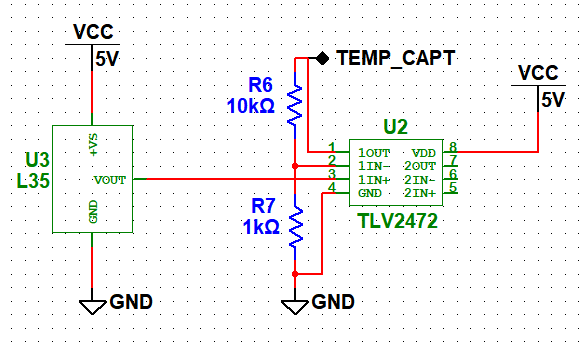 VCC
5V
TEMP_CAPT
R6
10kΩ
VCC
5V
U2
U3
L35
+VS
VOUT
GND
1
2
3
4
1OUT
1IN-
1IN+
GND
VDD
2OUT
2IN-
2IN+
8
7
6
5
TLV2472
R7
1kΩ
GND
GND